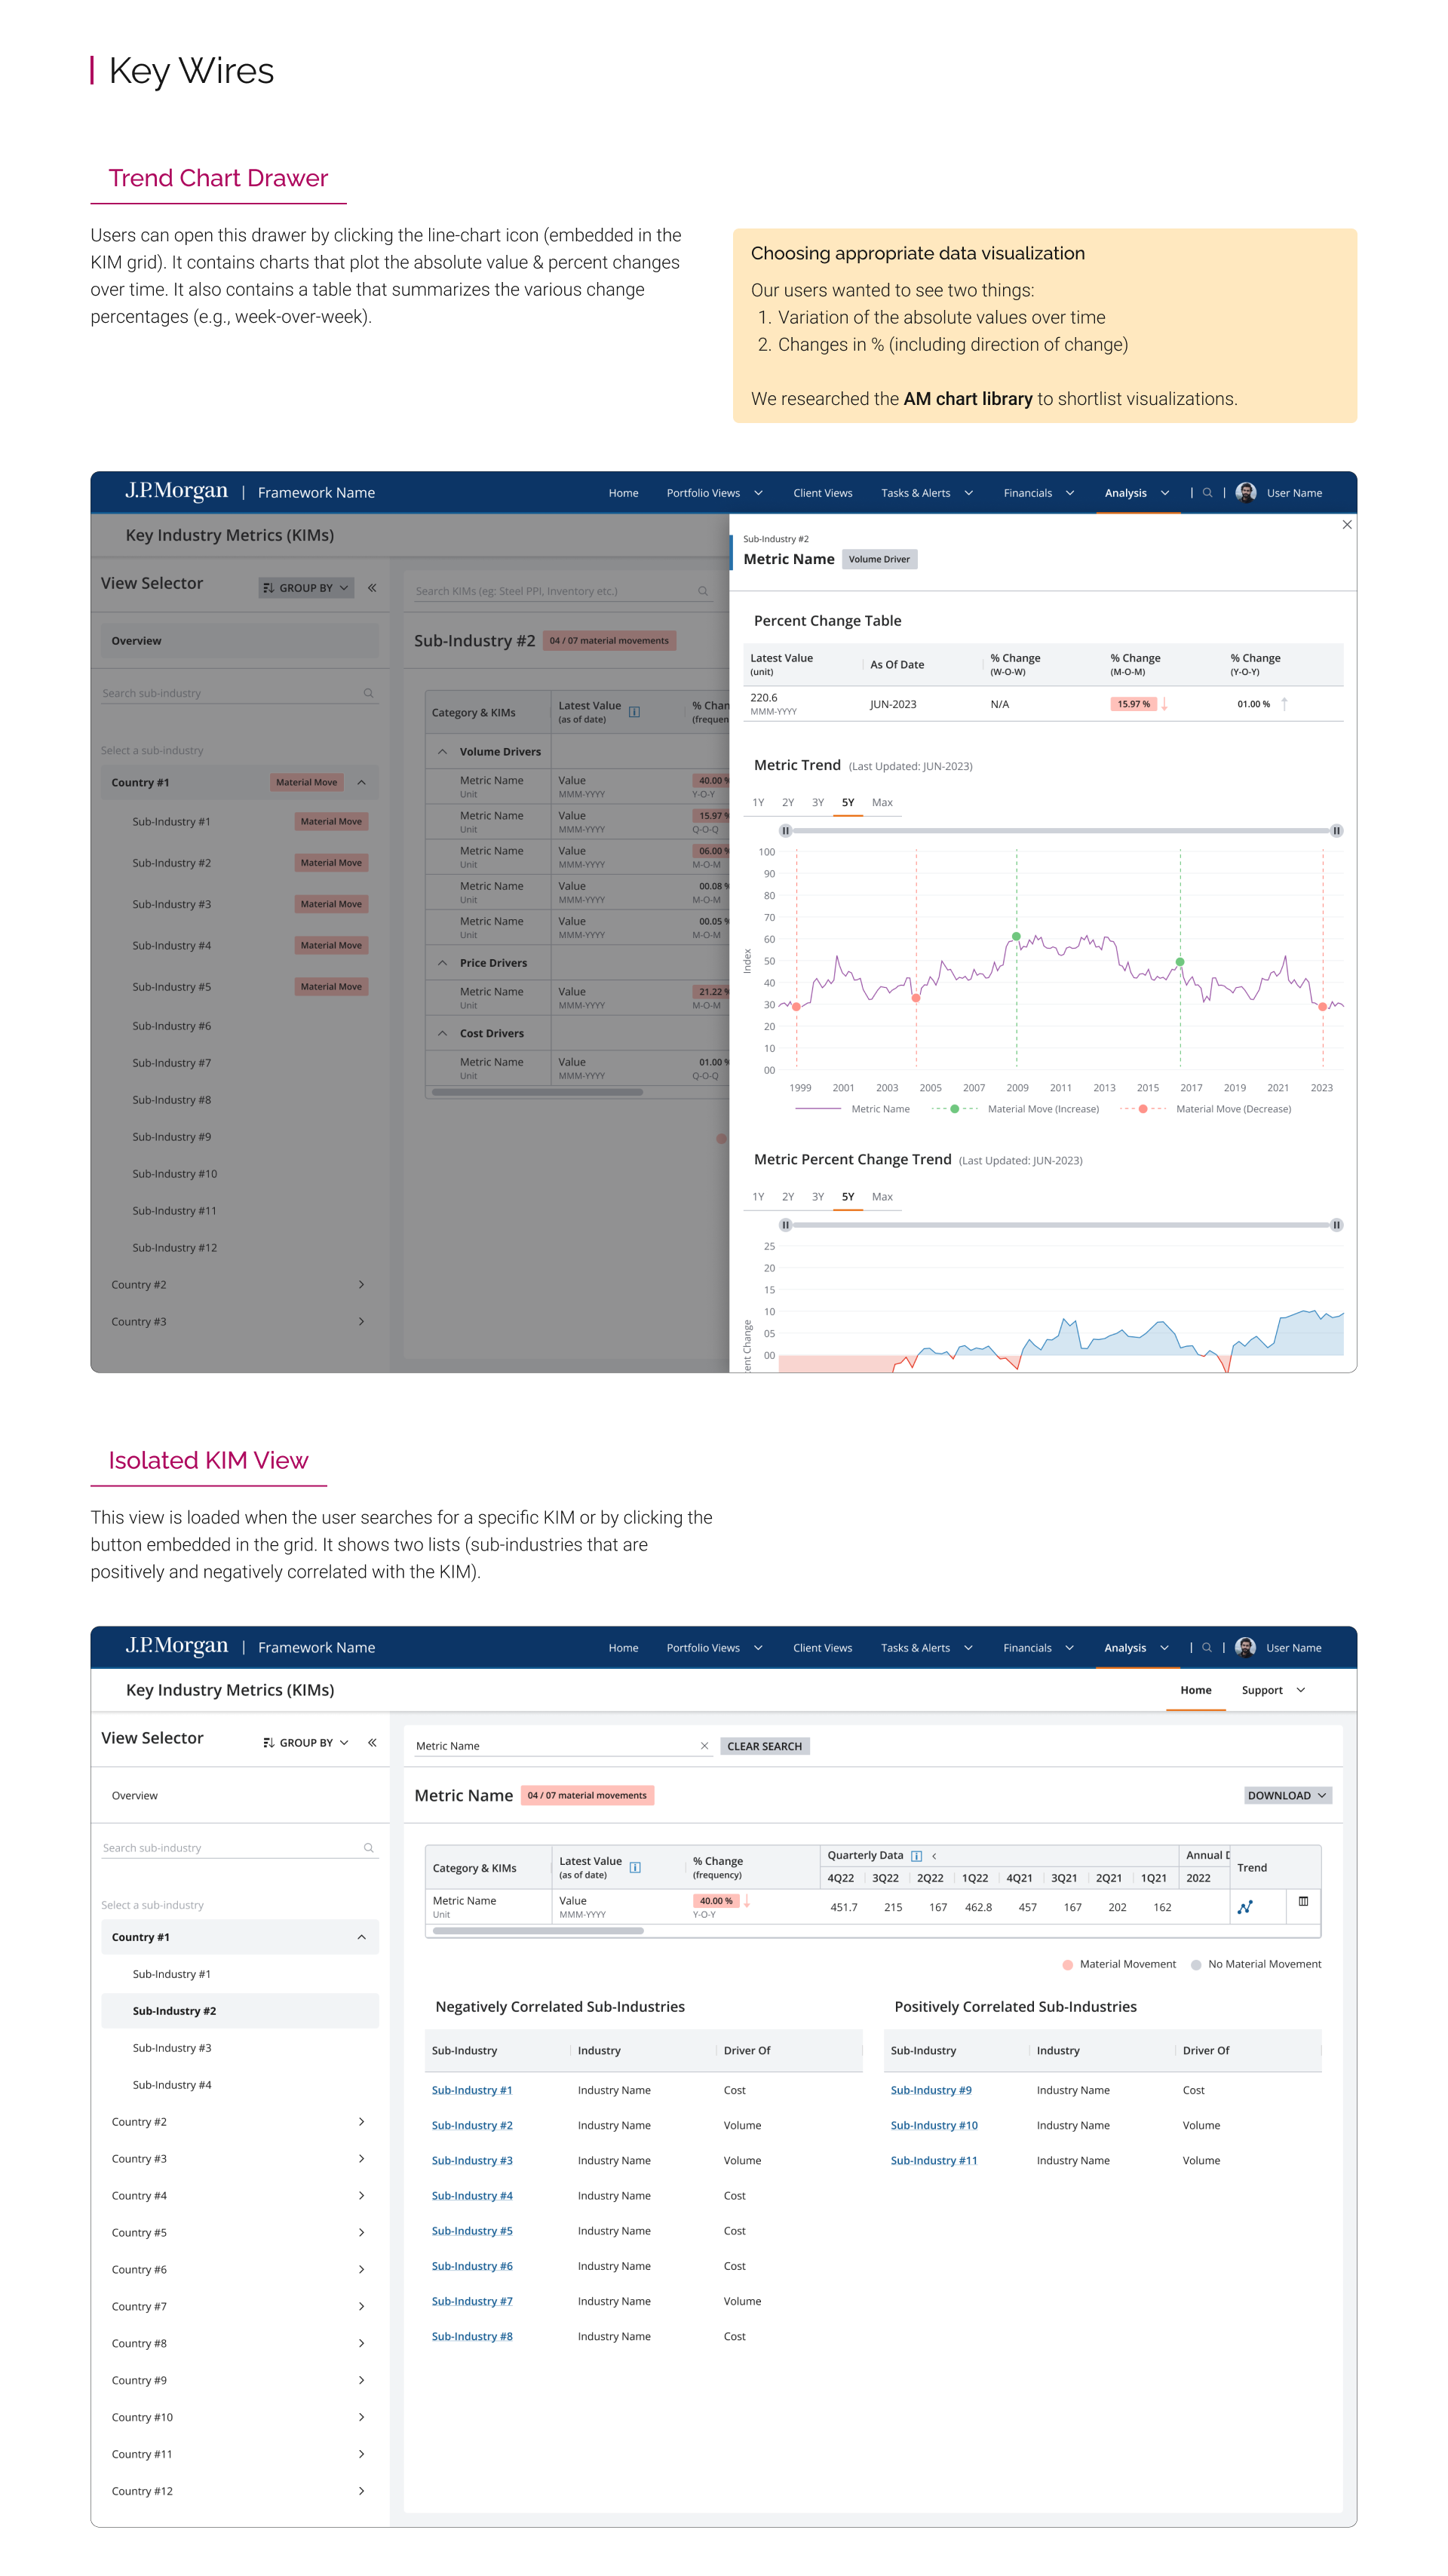 Key Wires
Trend Chart Drawer
Users can open this drawer by clicking the line-chart icon (embedded in the
KIM grid). It contains charts that plot the absolute value & percent changes
over time. It also contains a table that summarizes the various change
percentages (e.g., week-over-week).
Choosing appropriate data visualization
Our users wanted to see two things:
1. Variation of the absolute values over time
2. Changes in % (including direction of change)
We researched the AM chart library to shortlist visualizations.
J.P.Morgan | Framework Name Home Portfolio Views Client Views Tasks & Alerts Financials Analysis | | User Name
Key Industry Metrics (KIMs)
View Selector GROUP BY
Overview
Search sub-industry
Select a sub-industry
Country #1 Material Move
Sub-Industry #1 Material Move
Sub-Industry #2 Material Move
Sub-Industry #3 Material Move
Sub-Industry #4 Material Move
Sub-Industry #5 Material Move
Sub-Industry #6
Sub-Industry #7
Sub-Industry #8
Sub-Industry #9
Sub-Industry #10
Sub-Industry #11
Sub-Industry #12
Country #2
Country #3
Search KIMs (eg: Steel PPI, Inventory etc.)
Sub-Industry #2 04 / 07 material movements
Category & KIMs Latest Value (as of date) % Chan (frequen
Volume Drivers
Metric Name Value 40.00 %
Unit MMM-YYYY Y-O-Y
Metric Name Value 15.97 %
Unit MMM-YYYY Q-O-Q
Metric Name Value 06.00 %
Unit MMM-YYYY M-O-M
Metric Name Value 00.08 %
Unit MMM-YYYY M-O-M
Metric Name Value 00.05 %
Unit MMM-YYYY M-O-M
Price Drivers
Metric Name Value 21.22 %
Unit MMM-YYYY M-O-M
Cost Drivers
Metric Name Value 01.00 %
Unit MMM-YYYY Q-O-Q
Sub-Industry #2
Metric Name Volume Driver
Percent Change Table
Latest Value As Of Date % Change % Change % Change
(unit) (W-O-W) (M-O-M) (Y-O-Y)
220.6 JUN-2023 N/A 15.97 % 01.00 %
MMM-YYYY
Metric Trend (Last Updated: JUN-2023)
1Y 2Y 3Y 5Y Max
100
90
80
70
60
50
40
30
20
10
00
Index
1999 2001 2003 2005 2007 2009 2011 2013 2015 2017 2019 2021 2023
Metric Name Material Move (Increase) Material Move (Decrease)
Metric Percent Change Trend (Last Updated: JUN-2023)
1Y 2Y 3Y 5Y Max
25
20
15
10
05
00
ent Change
Isolated KIM View
This view is loaded when the user searches for a specific KIM or by clicking the
button embedded in the grid. It shows two lists (sub-industries that are
positively and negatively correlated with the KIM).
J.P.Morgan | Framework Name Home Portfolio Views Client Views Tasks & Alerts Financials Analysis | | User Name
Key Industry Metrics (KIMs) Home Support
View Selector GROUP BY
Overview
Search sub-industry
Select a sub-industry
Country #1
Sub-Industry #1
Sub-Industry #2
Sub-Industry #3
Sub-Industry #4
Country #2
Country #3
Country #4
Country #5
Country #6
Country #7
Country #8
Country #9
Country #10
Country #11
Country #12
Metric Name CLEAR SEARCH
Metric Name 04 / 07 material movements DOWNLOAD
Category & KIMs Latest Value (as of date) % Change (frequency) Quarterly Data Annual D Trend
4Q22 3Q22 2Q22 1Q22 4Q21 3Q21 2Q21 1Q21 2022
Metric Name Value 40.00 % 451.7 215 167 462.8 457 167 202 162
Unit MMM-YYYY Y-O-Y
Material Movement No Material Movement
Negatively Correlated Sub-Industries
Sub-Industry Industry Driver Of
Sub-Industry #1 Industry Name Cost
Sub-Industry #2 Industry Name Volume
Sub-Industry #3 Industry Name Volume
Sub-Industry #4 Industry Name Cost
Sub-Industry #5 Industry Name Cost
Sub-Industry #6 Industry Name Cost
Sub-Industry #7 Industry Name Volume
Sub-Industry #8 Industry Name Cost
Positively Correlated Sub-Industries
Sub-Industry Industry Driver Of
Sub-Industry #9 Industry Name Cost
Sub-Industry #10 Industry Name Volume
Sub-Industry #11 Industry Name Volume